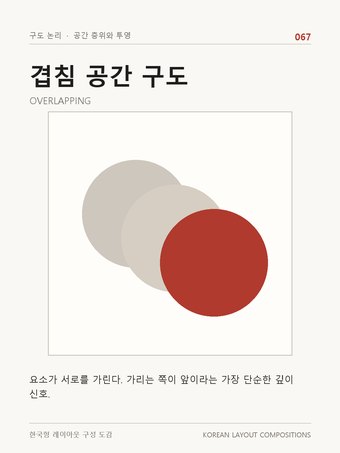 구도 논리 · 공간 층위와 투영
067
겹침 공간 구도
OVERLAPPING
요소가 서로를 가린다. 가리는 쪽이 앞이라는 가장 단순한 깊이
신호.
한국형 레이아웃 구성 도감
KOREAN LAYOUT COMPOSITIONS